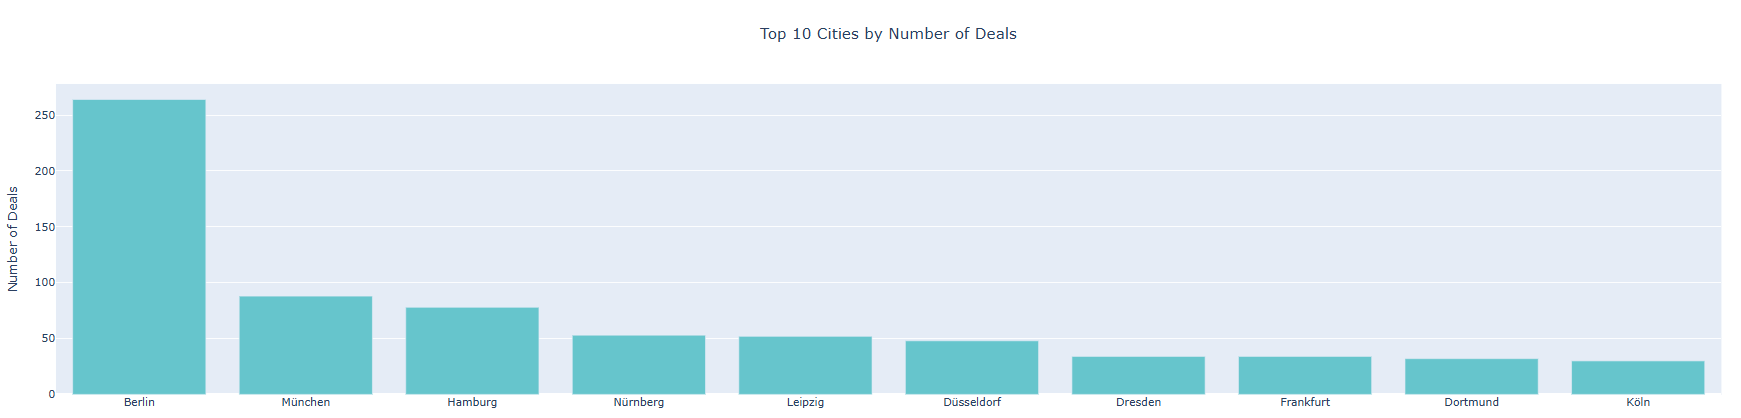 Top 10 Cities by Number of Deals
Number of Deals
250
200
150
100
50
0
Berlin
München
Hamburg
Nürnberg
Leipzig
Düsseldorf
Dresden
Frankfurt
Dortmund
Köln